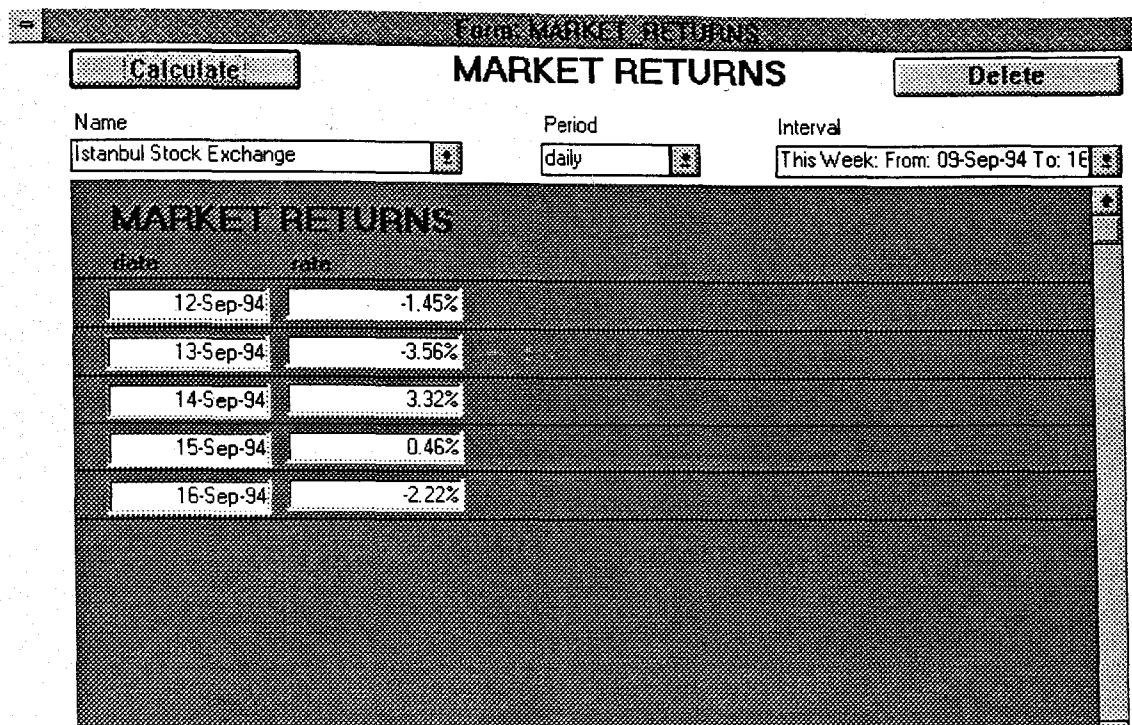 Form: MARKET_RETURNS
!Calculate! MARKET RETURNS Delete
Name Period Interval
Istanbul Stock Exchange daily This Week: From: 09-Sep-94 To: 16
MARKET RETURNS
date rate
12-Sep-94 -1.45%
13-Sep-94 -3.56%
14-Sep-94 3.32%
15-Sep-94 0.46%
16-Sep-94 -2.22%